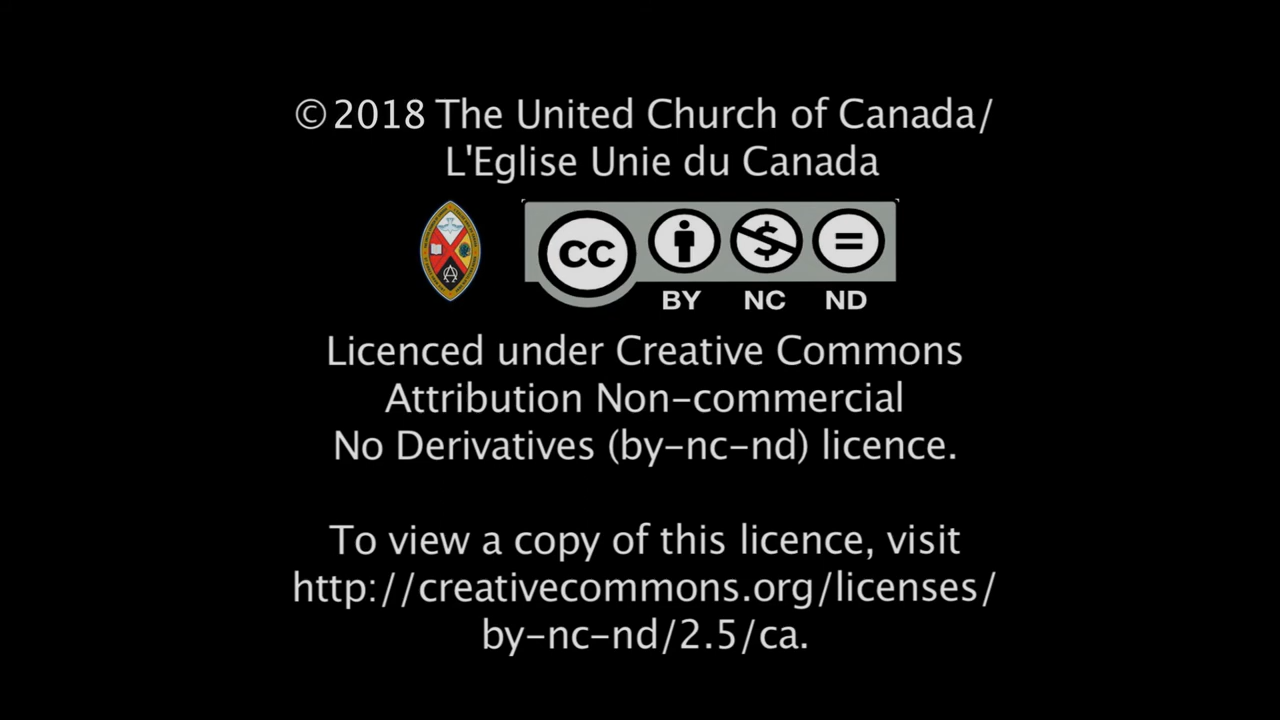 ©2018 The United Church of Canada/
L'Eglise Unie du Canada
cc
BY NC ND
Licenced under Creative Commons
Attribution Non-commercial
No Derivatives (by-nc-nd) licence.
To view a copy of this licence, visit
http://creativecommons.org/licenses/
by-nc-nd/2.5/ca.